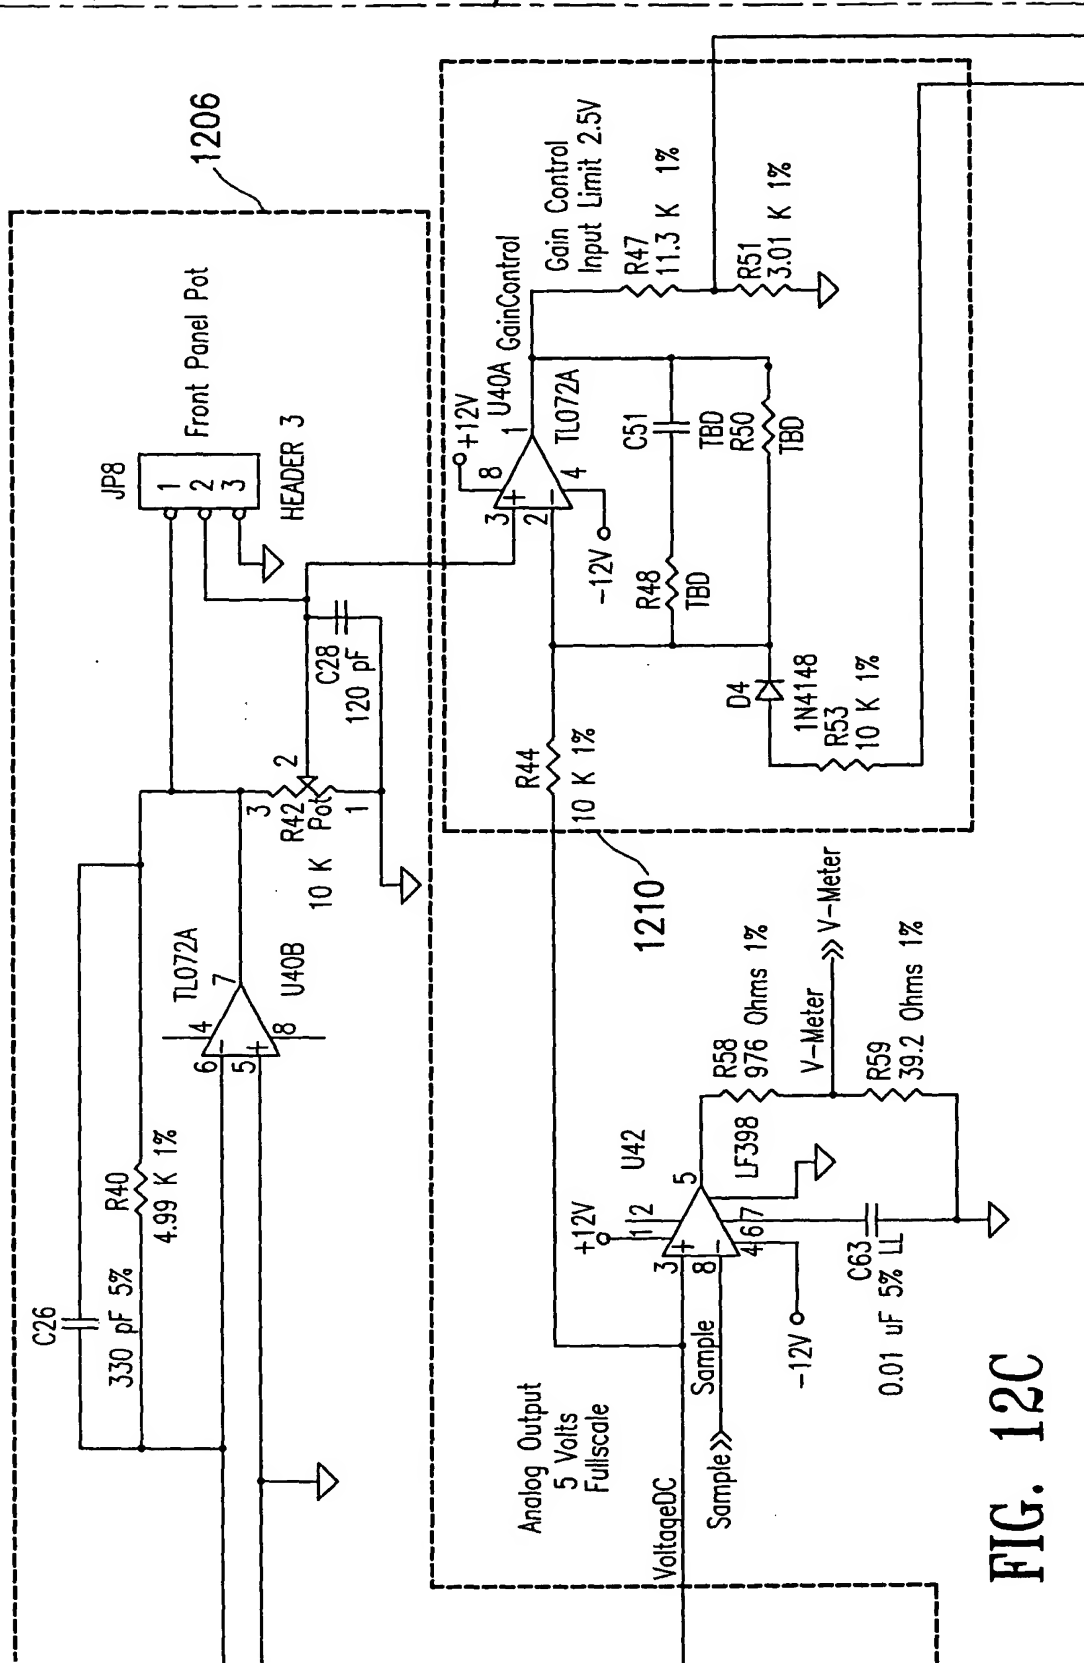 1206
Front Panel Pot
JP8
1
2
3
HEADER 3
C26
330 pF 5%
R40
4.99 K 1%
TL072A
U40B
6
5
4
8
7
3
R42
Pot
10 K
1
2
C28
120 pF
1210
Gain Control
Input Limit 2.5V
R47
11.3 K 1%
R51
3.01 K 1%
GainControl
U40A
TL072A
+12V
-12V
3
2
8
1
4
C51
TBD
R50
TBD
R48
TBD
D4
1N4148
R53
10 K 1%
R44
10 K 1%
Analog Output
5 Volts
Fullscale
VoltageDC
Sample
Sample
U42
LF398
+12V
-12V
3
8
1
2
5
4
6
7
C63
0.01 uF 5% LL
R58
976 Ohms 1%
V-Meter
V-Meter
R59
39.2 Ohms 1%
FIG. 12C